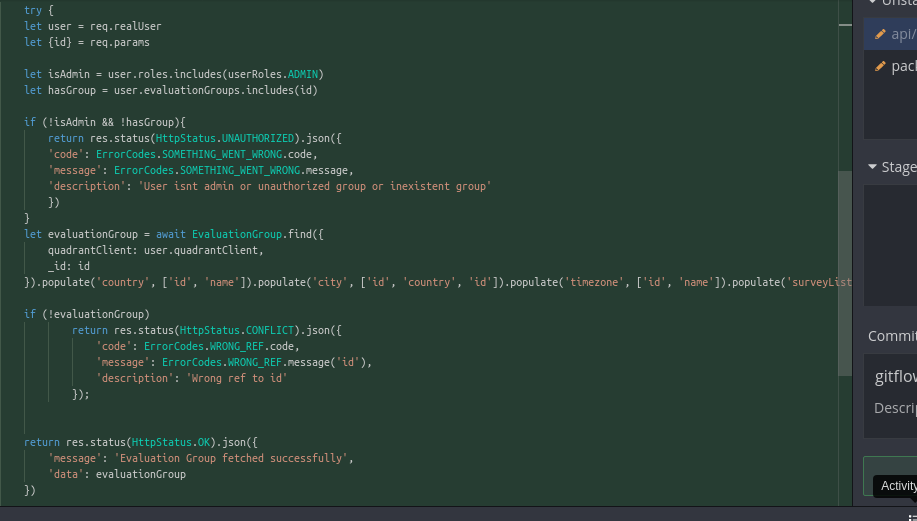 try {
let user = req.realUser
let {id} = req.params
let isAdmin = user.roles.includes(userRoles.ADMIN)
let hasGroup = user.evaluationGroups.includes(id)
if (!isAdmin && !hasGroup){
return res.status(HttpStatus.UNAUTHORIZED).json({
'code': ErrorCodes.SOMETHING_WENT_WRONG.code,
'message': ErrorCodes.SOMETHING_WENT_WRONG.message,
'description': 'User isnt admin or unauthorized group or inexistent group'
})
}
let evaluationGroup = await EvaluationGroup.find({
quadrantClient: user.quadrantClient,
_id: id
}).populate('country', ['id', 'name']).populate('city', ['id', 'country', 'id']).populate('timezone', ['id', 'name']).populate('surveyList
if (!evaluationGroup)
return res.status(HttpStatus.CONFLICT).json({
'code': ErrorCodes.WRONG_REF.code,
'message': ErrorCodes.WRONG_REF.message('id'),
'description': 'Wrong ref to id'
});
return res.status(HttpStatus.OK).json({
'message': 'Evaluation Group fetched successfully',
'data': evaluationGroup
})
api/
pack
Stage
Commit
gitflow
Descrip
Activity